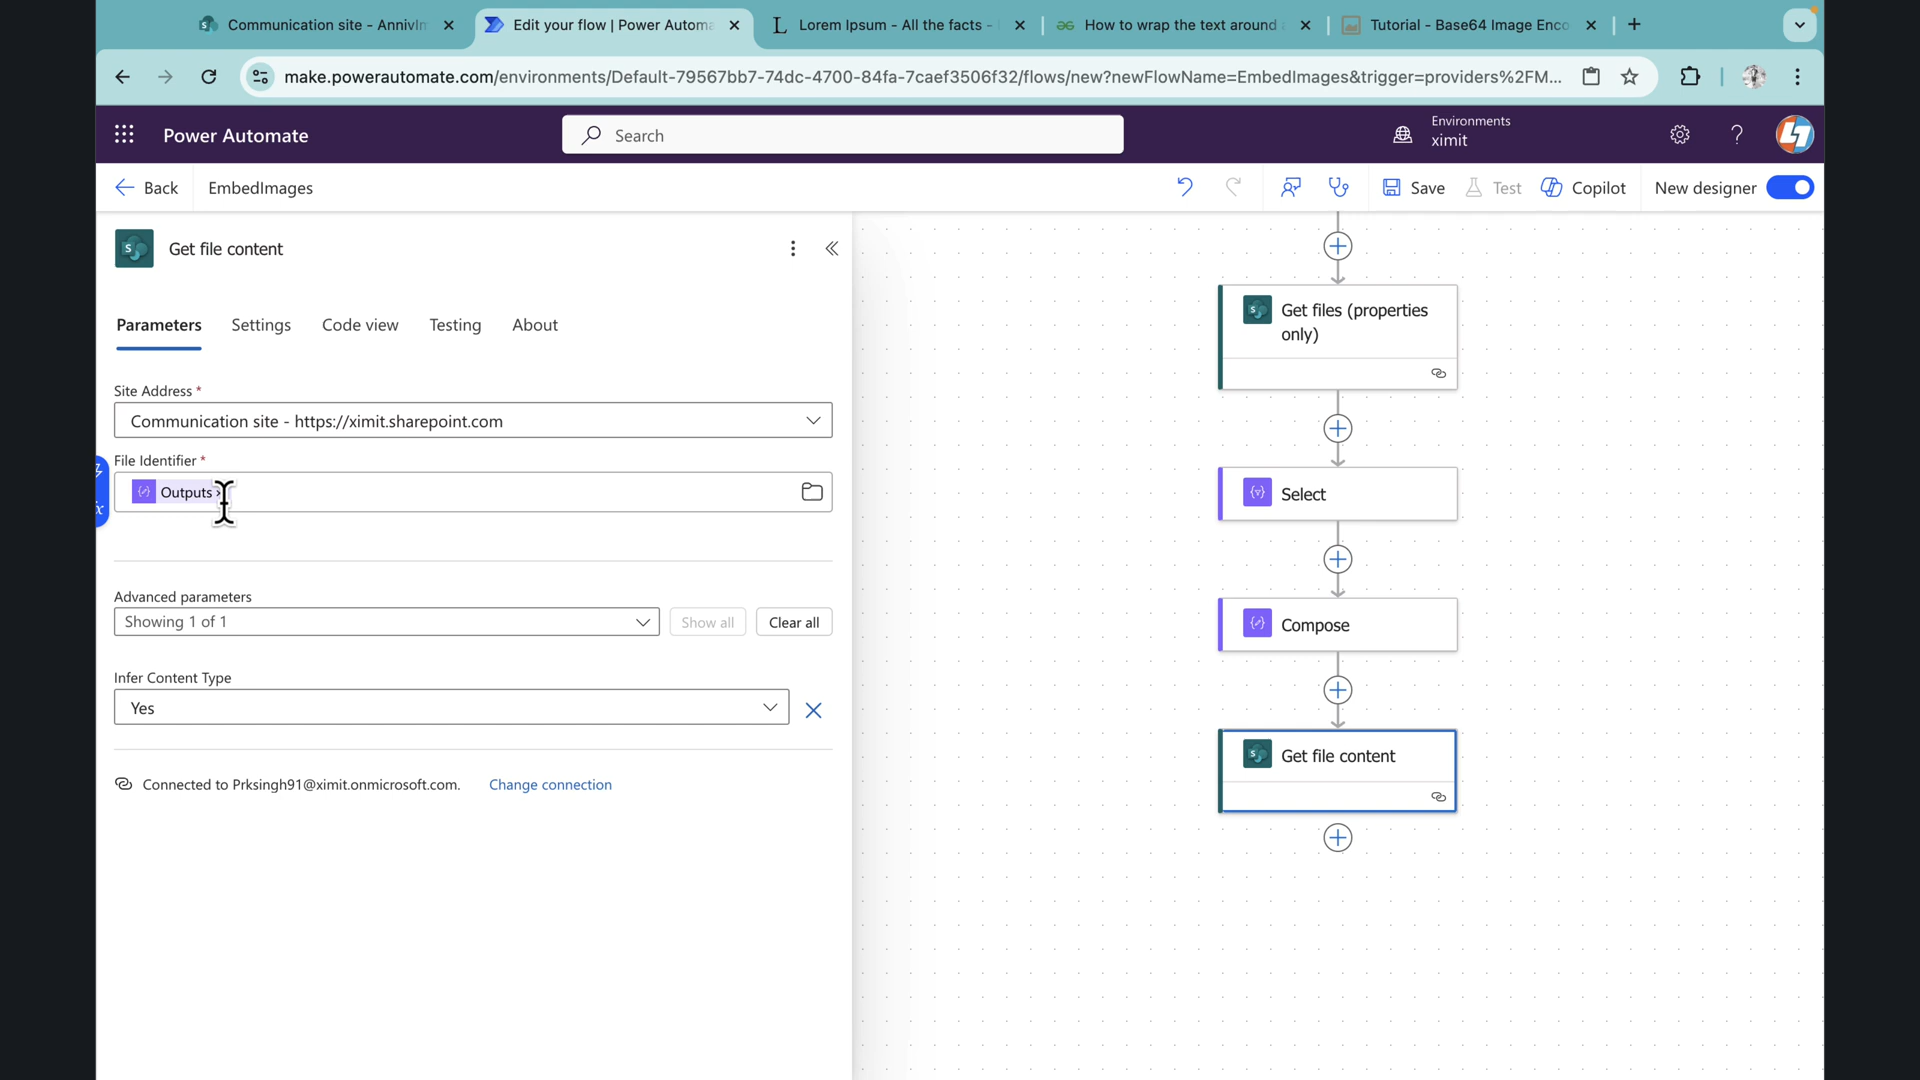 Communication site - AnnivIm
Edit your flow | Power Automa
Lorem Ipsum - All the facts -
How to wrap the text around
Tutorial - Base64 Image Enco
make.powerautomate.com/environments/Default-79567bb7-74dc-4700-84fa-7caef3506f32/flows/new?newFlowName=EmbedImages&trigger=providers%2FM...
Power Automate
Search
Environments
ximit
Back
EmbedImages
Save
Test
Copilot
New designer
Get file content
Parameters
Settings
Code view
Testing
About
Site Address *
Communication site - https://ximit.sharepoint.com
File Identifier *
Outputs
Advanced parameters
Showing 1 of 1
Show all
Clear all
Infer Content Type
Yes
Connected to Prksingh91@ximit.onmicrosoft.com.
Change connection
Get files (properties
only)
Select
Compose
Get file content